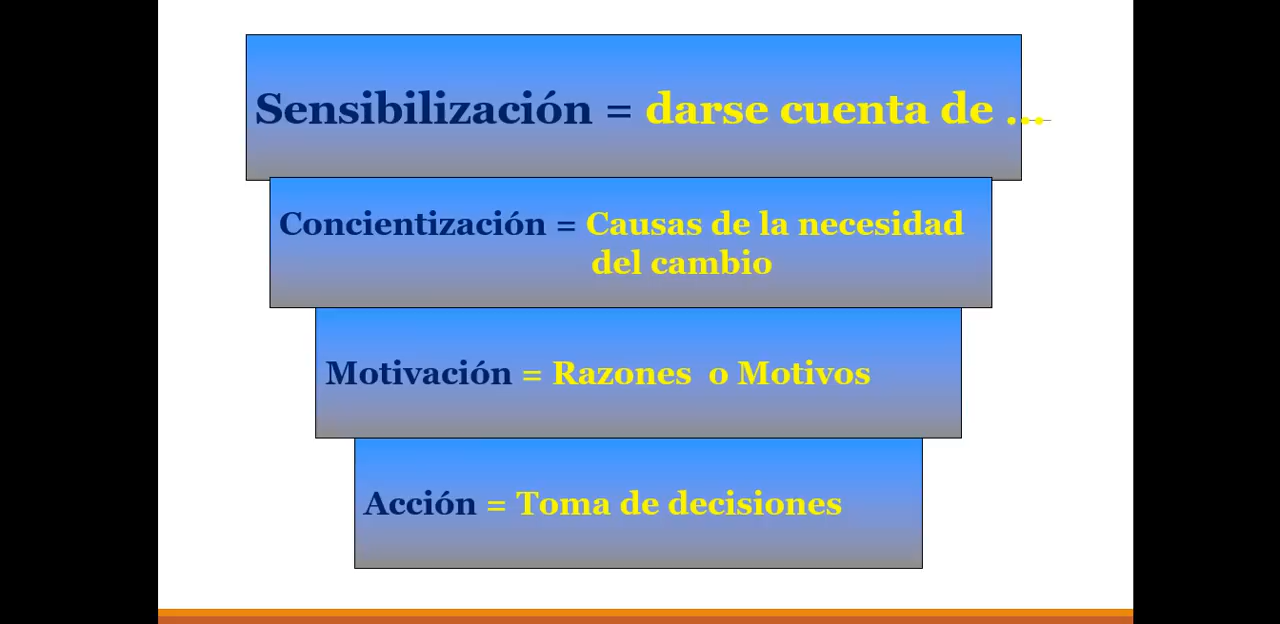 Sensibilización = darse cuenta de ...
Concientización = Causas de la necesidad
del cambio
Motivación = Razones o Motivos
Acción = Toma de decisiones